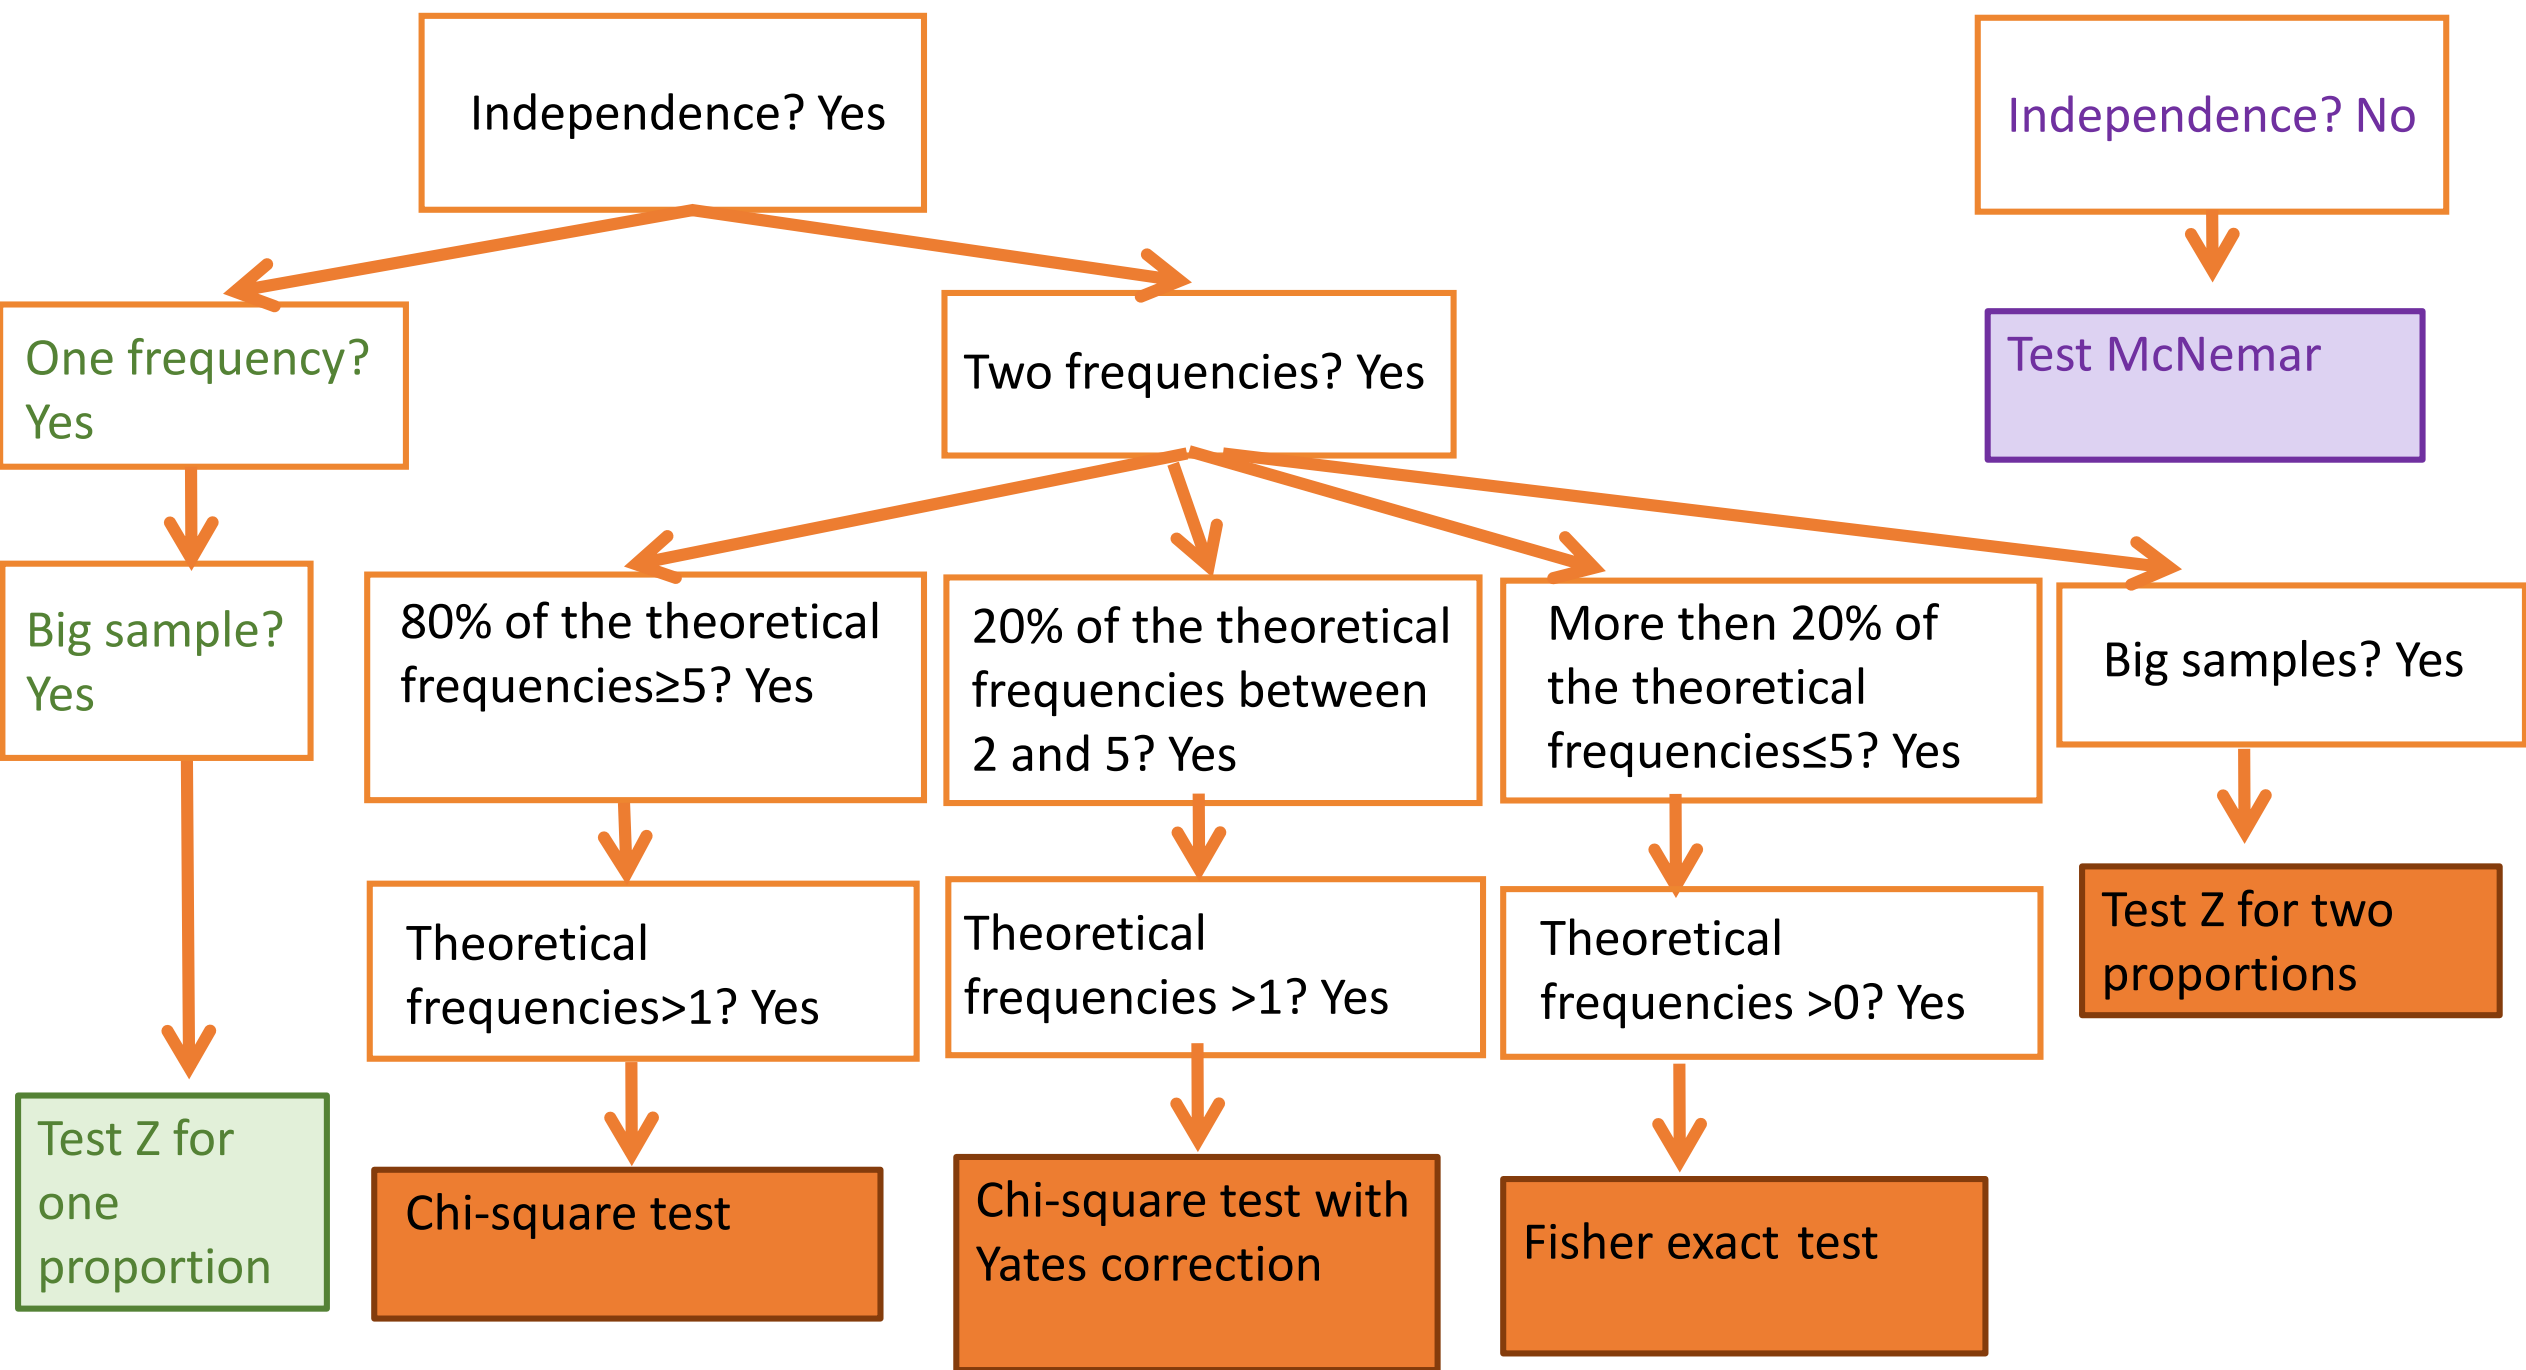 Independence? Yes
Independence? No
One frequency?
Yes
Two frequencies? Yes
Test McNemar
Big sample?
Yes
80% of the theoretical
frequencies≥5? Yes
20% of the theoretical
frequencies between
2 and 5? Yes
More then 20% of
the theoretical
frequencies≤5? Yes
Big samples? Yes
Theoretical
frequencies>1? Yes
Theoretical
frequencies >1? Yes
Theoretical
frequencies >0? Yes
Test Z for two
proportions
Test Z for
one
proportion
Chi-square test
Chi-square test with
Yates correction
Fisher exact test